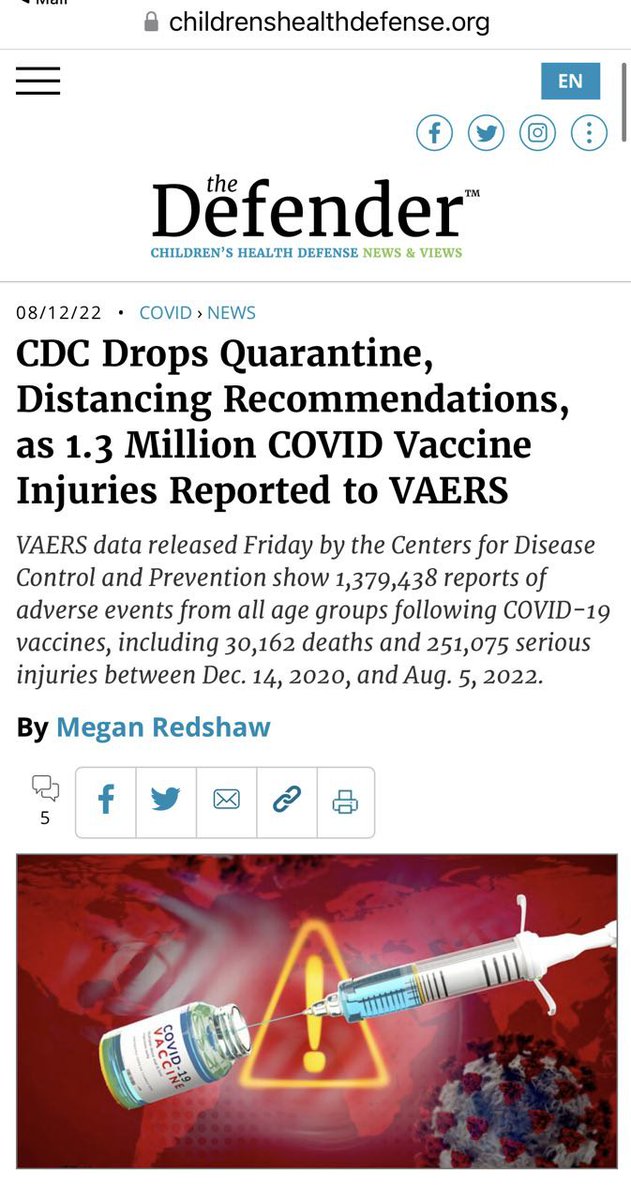 childrenshealthdefense.org
EN
the
Defender™
CHILDREN'S HEALTH DEFENSE NEWS & VIEWS
08/12/22 • COVID › NEWS
CDC Drops Quarantine,
Distancing Recommendations,
as 1.3 Million COVID Vaccine
Injuries Reported to VAERS
VAERS data released Friday by the Centers for Disease
Control and Prevention show 1,379,438 reports of
adverse events from all age groups following COVID-19
vaccines, including 30,162 deaths and 251,075 serious
injuries between Dec. 14, 2020, and Aug. 5, 2022.
By Megan Redshaw
5
COVID-19
VACCINE